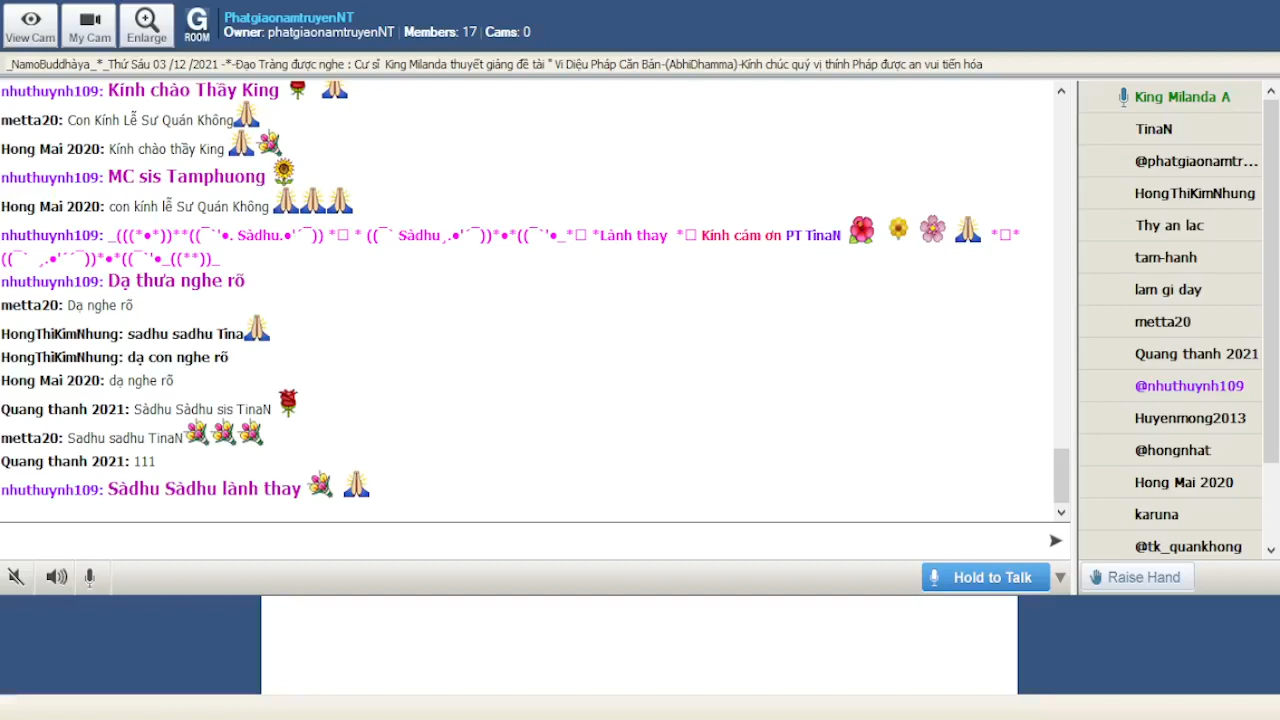 View Cam
My Cam
Enlarge
G
ROOM
PhatgiaonamtruyenNT
Owner: phatgiaonamtruyenNT | Members: 17 | Cams: 0
_NamoBuddhàya_*_Thứ Sáu 03 /12 /2021 -*-Đạo Tràng được nghe : Cư sĩ King Milanda thuyết giảng đề tài " Vi Diệu Pháp Căn Bản-(AbhiDhamma)-Kính chúc quý vị thính Pháp được an vui tiến hóa
nhuthuynh109: Kính chào Thầy King
metta20: Con Kính Lễ Sư Quán Không
Hong Mai 2020: Kính chào thầy King
nhuthuynh109: MC sis Tamphuong
Hong Mai 2020: con kính lễ Sư Quán Không
nhuthuynh109: _(((*•*))**((¯`'•. Sàdhu.•'´¯)) *□ * ((¯` Sàdhu¸.•'´¯))*•*((¯`'•_*□ *Lành thay *□ Kính cám ơn PT TinaN *□*
((¯` ¸.•'´´¯))*•*((¯`'•_((**))_
nhuthuynh109: Dạ thưa nghe rõ
metta20: Dạ nghe rõ
HongThiKimNhung: sadhu sadhu Tina
HongThiKimNhung: dạ con nghe rõ
Hong Mai 2020: dạ nghe rõ
Quang thanh 2021: Sàdhu Sàdhu sis TinaN
metta20: Sadhu sadhu TinaN
Quang thanh 2021: 111
nhuthuynh109: Sàdhu Sàdhu lành thay
King Milanda A
TinaN
@phatgiaonamtr...
HongThiKimNhung
Thy an lac
tam-hanh
lam gi day
metta20
Quang thanh 2021
@nhuthuynh109
Huyenmong2013
@hongnhat
Hong Mai 2020
karuna
@tk_quankhong
Hold to Talk
Raise Hand